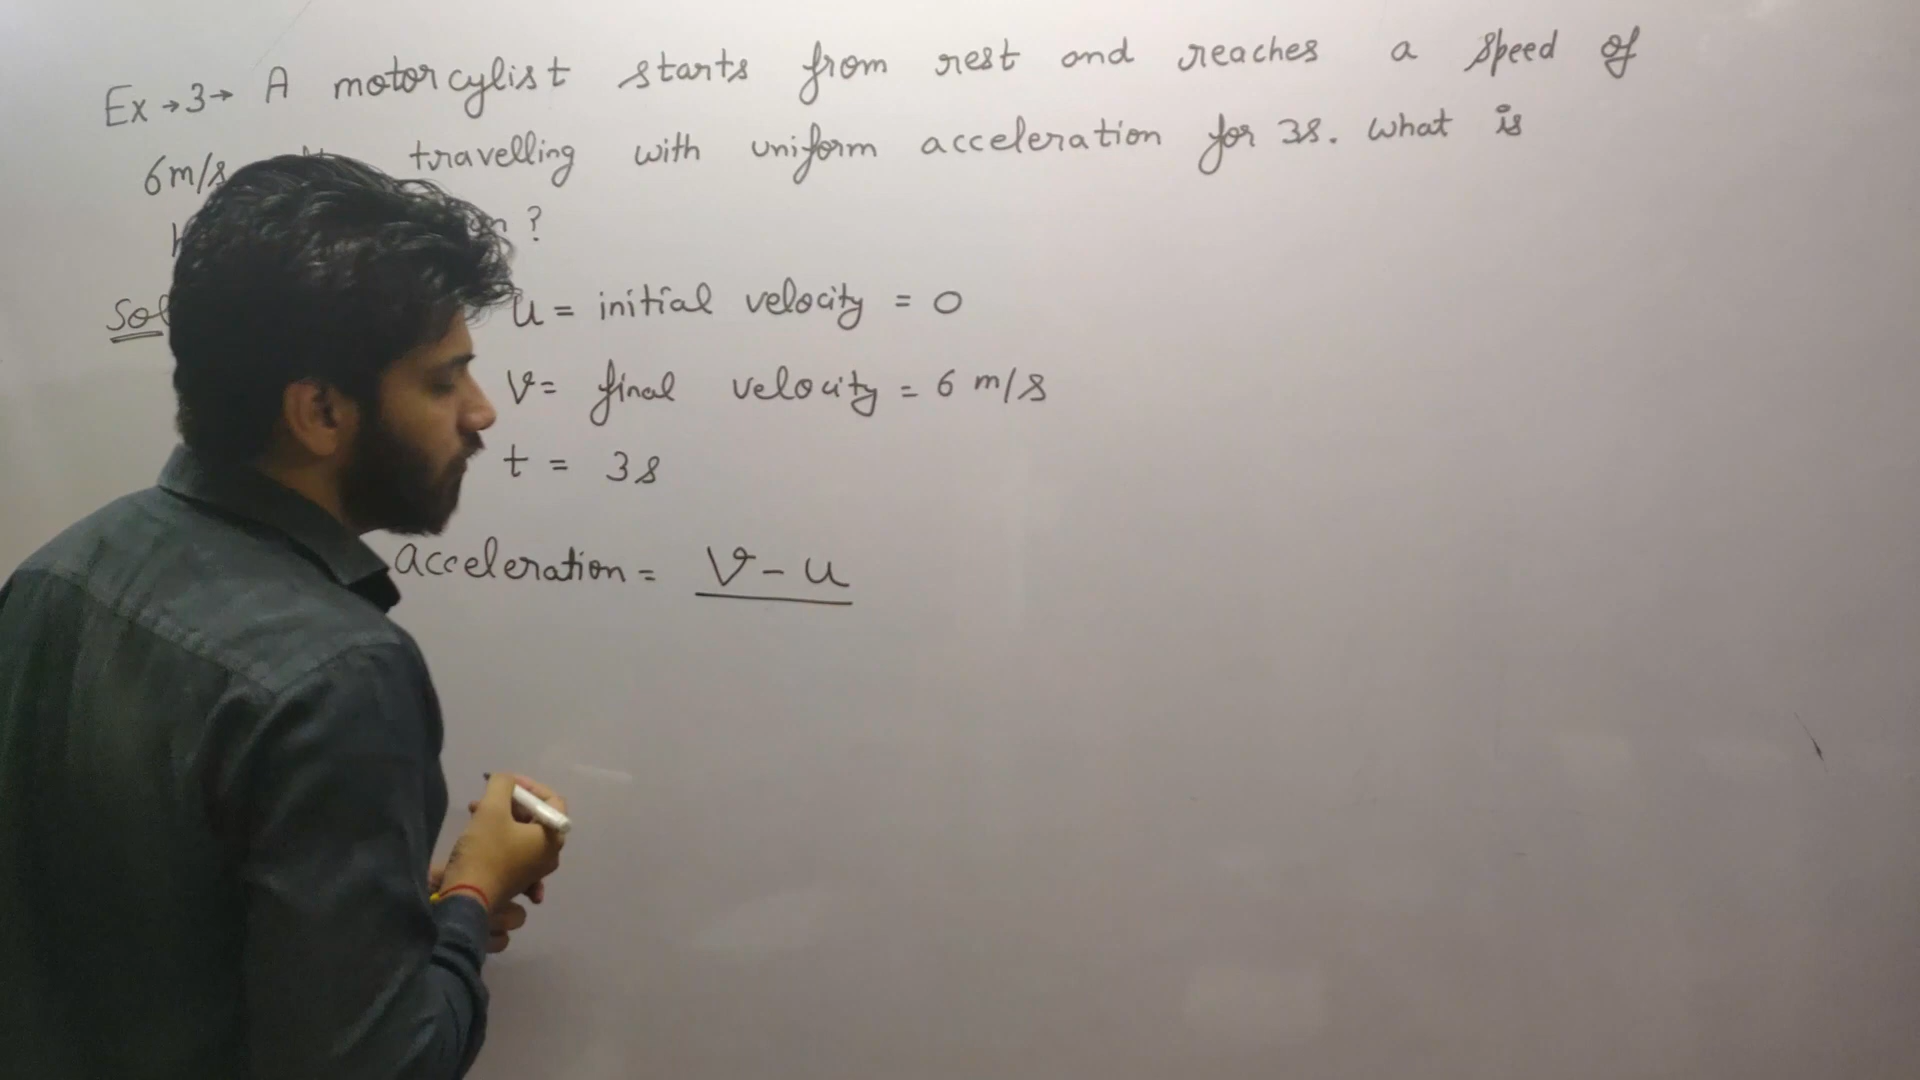 Ex → 3 → A motorcylist starts from rest and reaches a speed of
6m/s travelling with uniform acceleration for 3s. what is
?
Sol
u = initial velocity = 0
v = final velocity = 6 m/s
t = 3s
acceleration = v - u